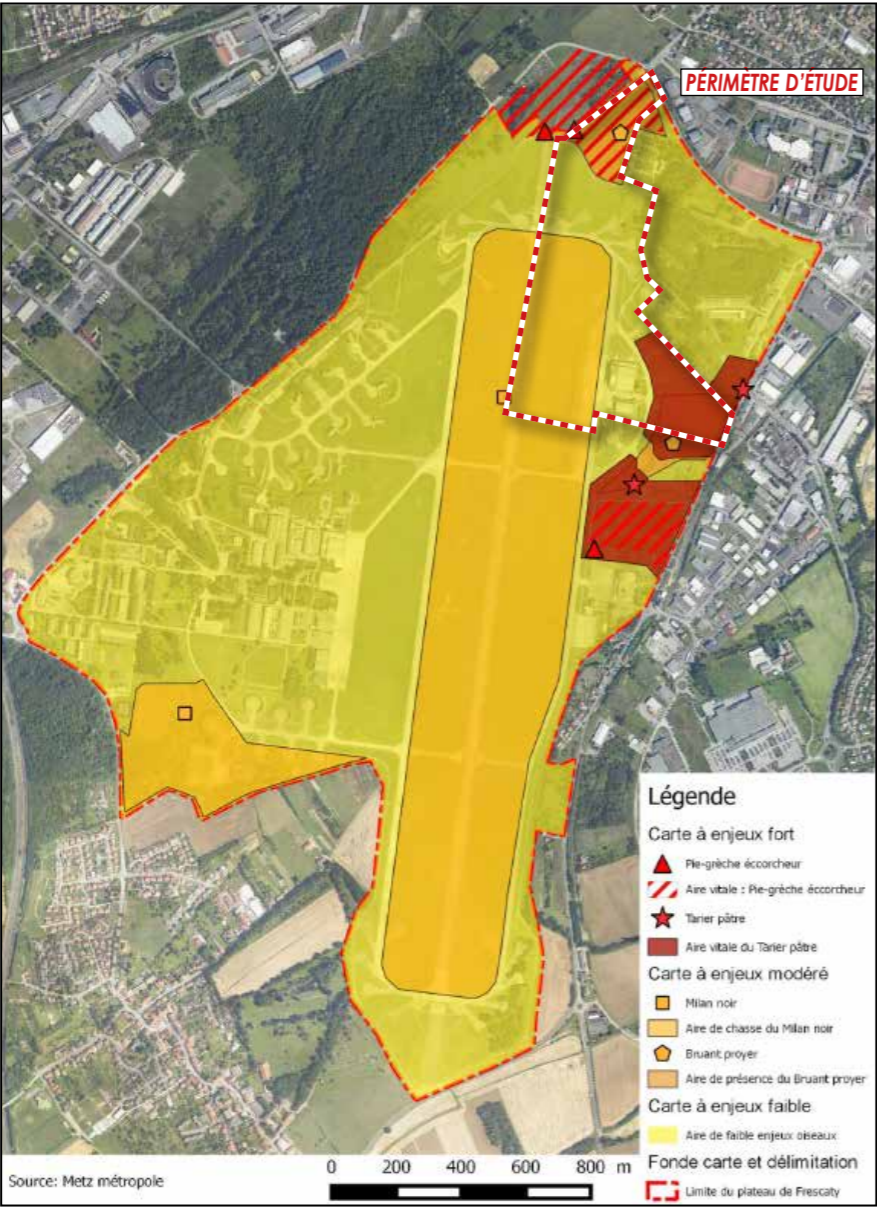 PÉRIMÈTRE D'ÉTUDE
Légende
Carte à enjeux fort
Pie-grèche éccorcheur
Aire vitale : Pie-grèche éccorcheur
Tarier pâtre
Aire vitale du Tarier pâtre
Carte à enjeux modéré
Milan noir
Aire de chasse du Milan noir
Bruant proyer
Aire de présence du Bruant proyer
Carte à enjeux faible
Aire de faible enjeux oiseaux
Fonde carte et délimitation
Limite du plateau de Frescaty
Source: Metz métropole
0 200 400 600 800 m